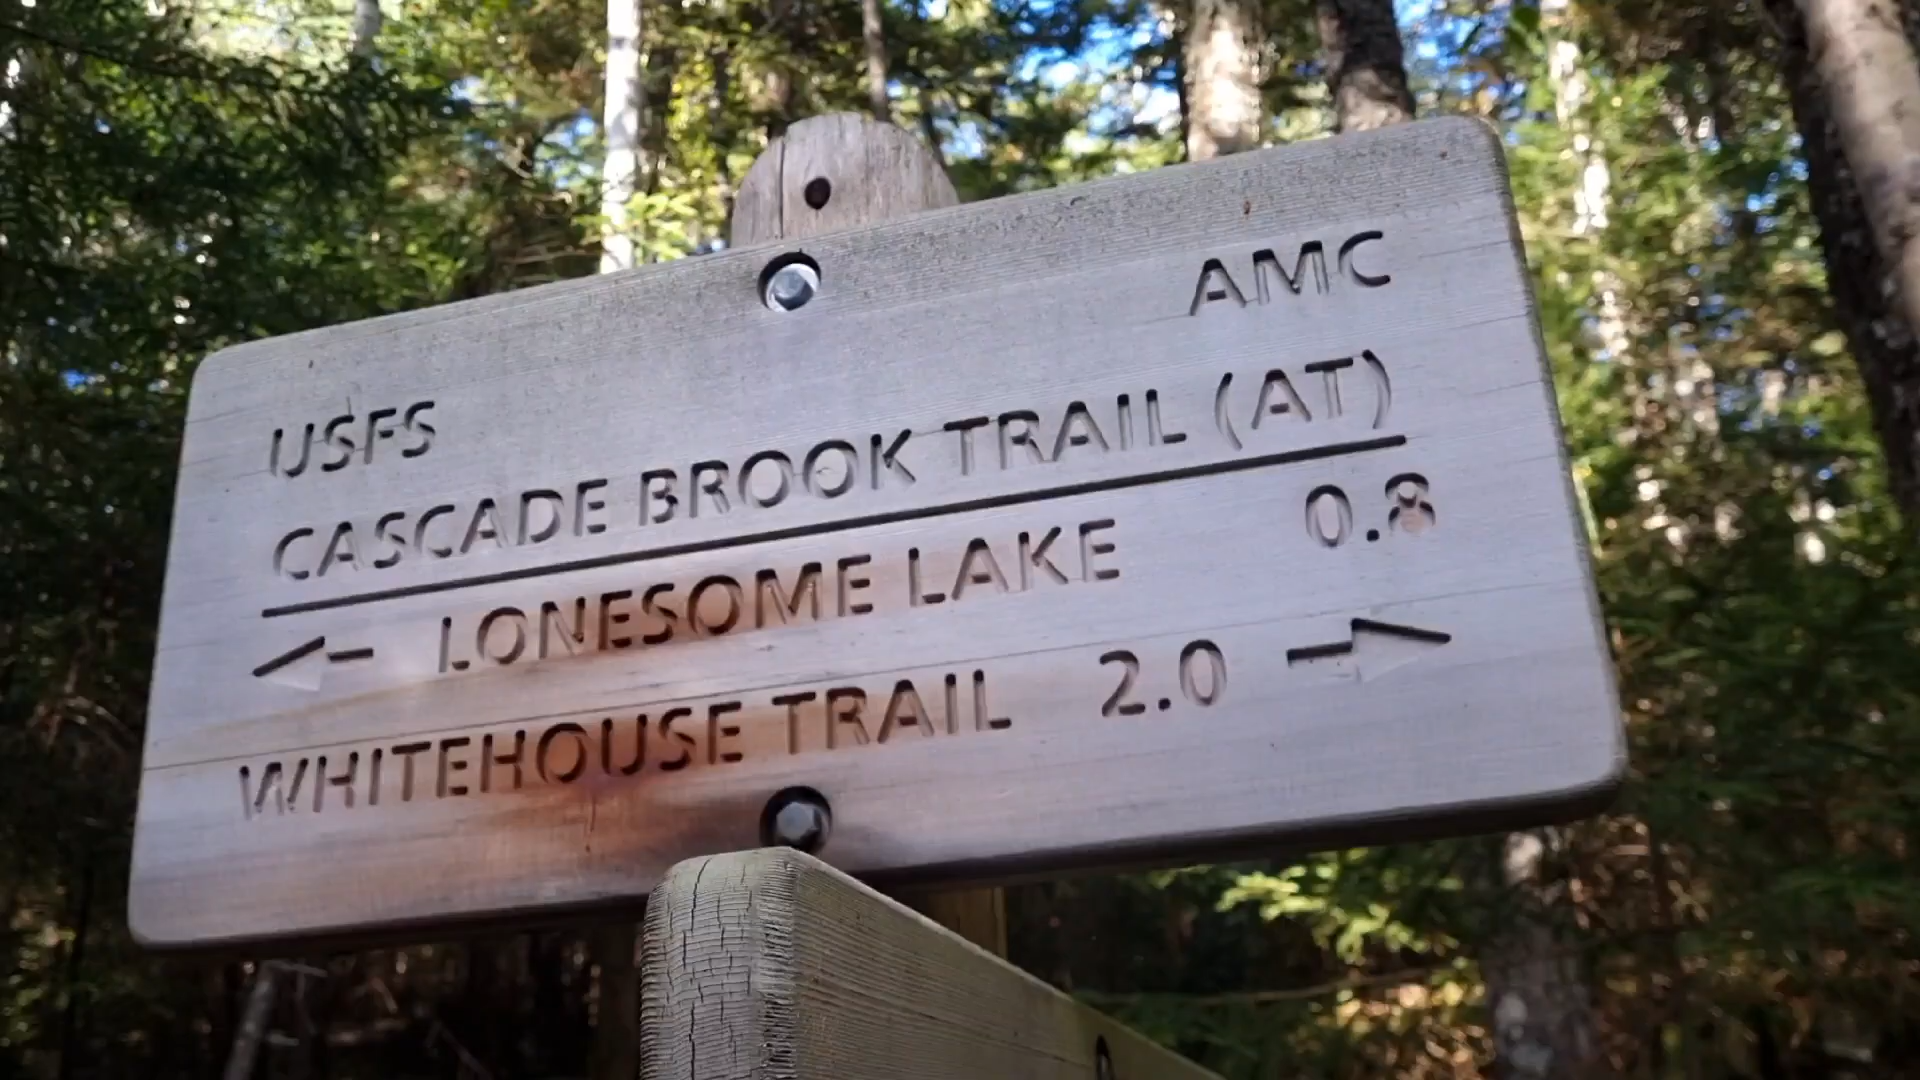 USFS AMC
CASCADE BROOK TRAIL (AT)
← LONESOME LAKE 0.8
WHITEHOUSE TRAIL 2.0 →